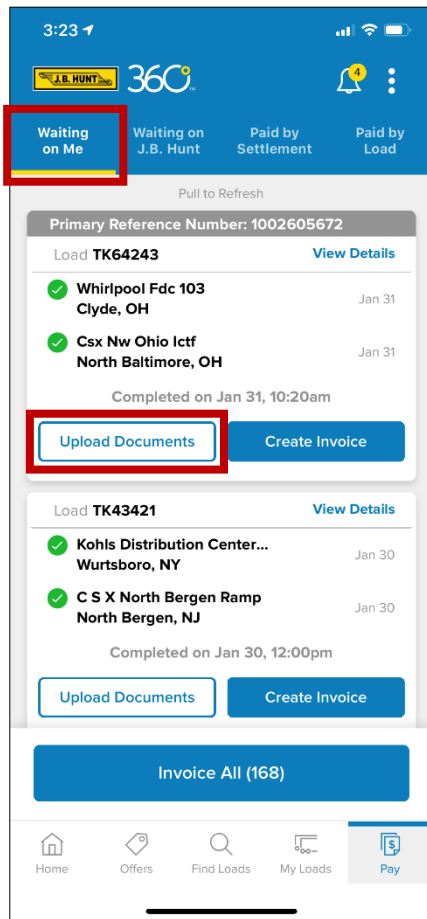 3:23
J.B. HUNT 360°
4
Waiting on Me
Waiting on J.B. Hunt
Paid by Settlement
Paid by Load
Pull to Refresh
Primary Reference Number: 1002605672
Load TK64243 View Details
Whirlpool Fdc 103
Clyde, OH
Jan 31
Csx Nw Ohio Ictf
North Baltimore, OH
Jan 31
Completed on Jan 31, 10:20am
Upload Documents Create Invoice
Load TK43421 View Details
Kohls Distribution Center...
Wurtsboro, NY
Jan 30
C S X North Bergen Ramp
North Bergen, NJ
Jan 30
Completed on Jan 30, 12:00pm
Upload Documents Create Invoice
Invoice All (168)
Home Offers Find Loads My Loads Pay